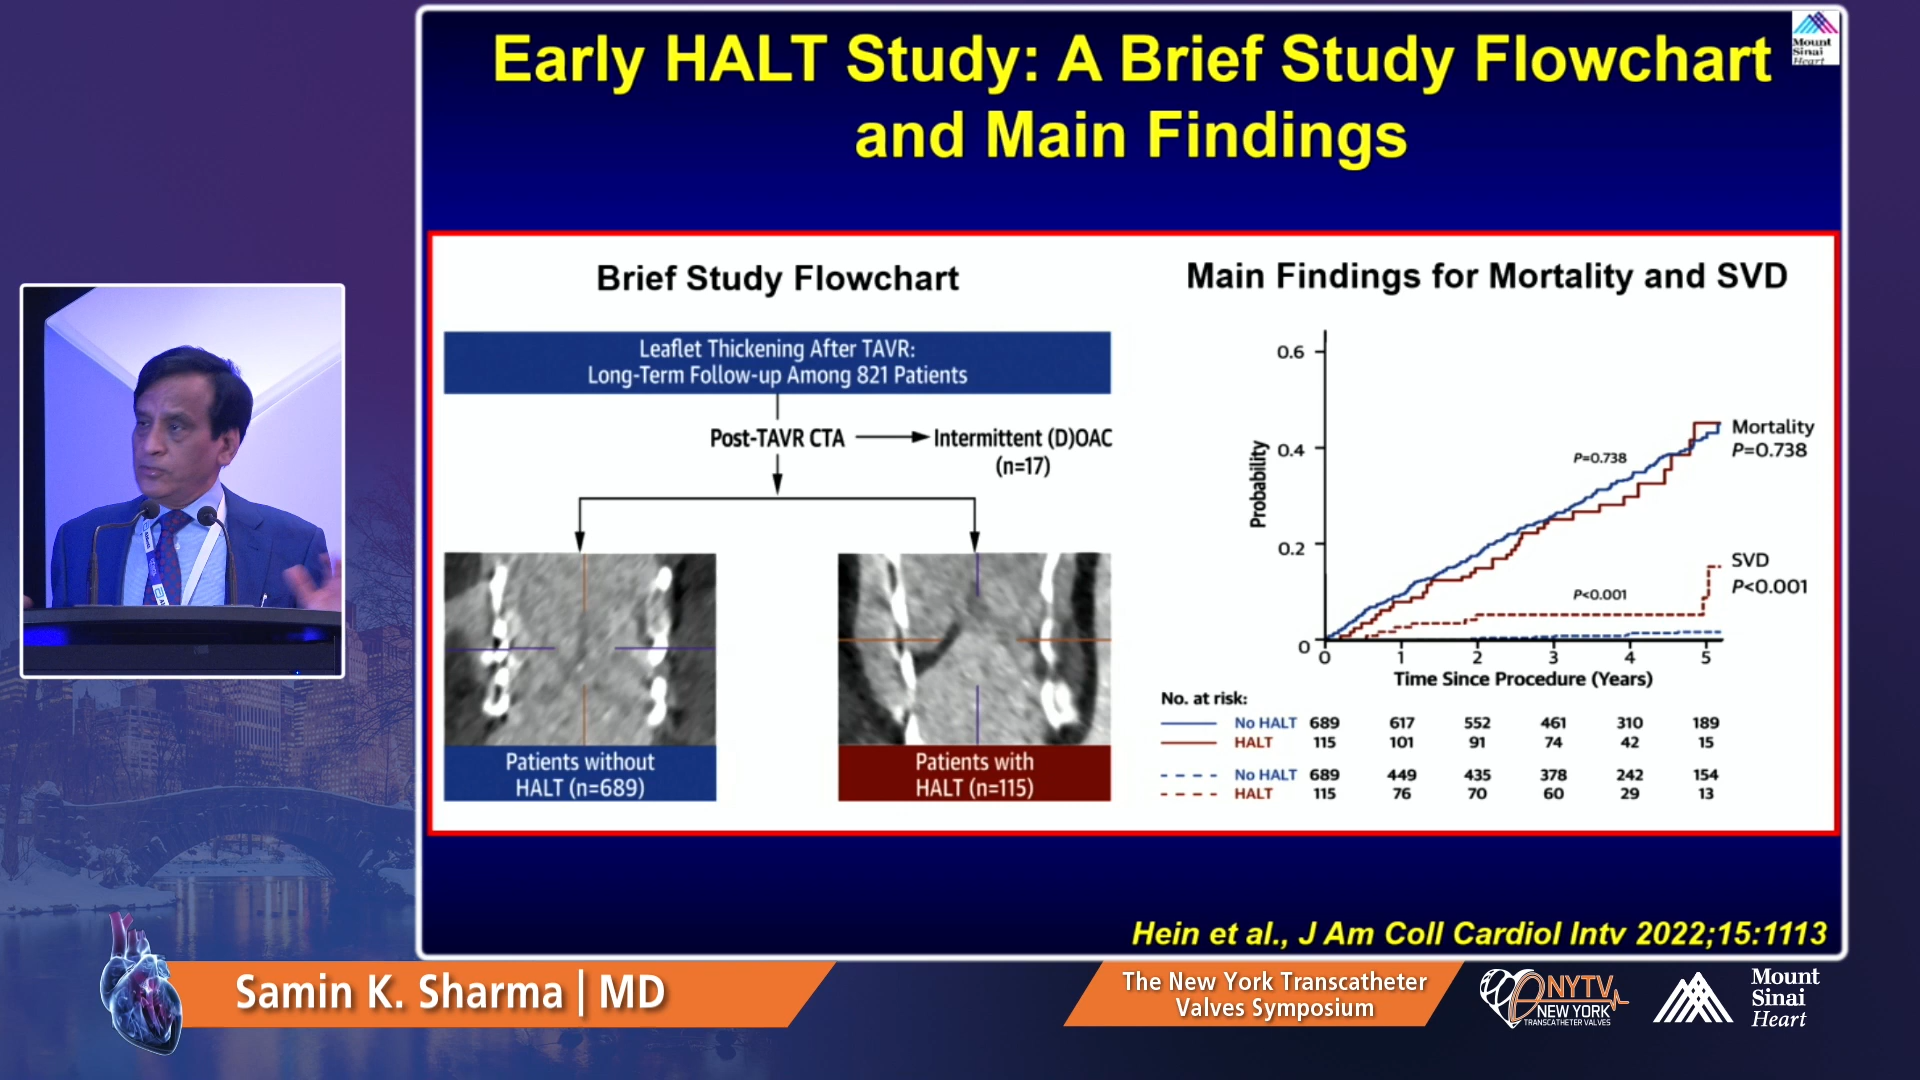 Early HALT Study: A Brief Study Flowchart
and Main Findings
Mount
Sinai
Heart
Brief Study Flowchart
Leaflet Thickening After TAVR:
Long-Term Follow-up Among 821 Patients
Post-TAVR CTA
Intermittent (D)OAC
(n=17)
Patients without
HALT (n=689)
Patients with
HALT (n=115)
Main Findings for Mortality and SVD
Probability
0.6
0.4
0.2
0
P=0.738
Mortality
P=0.738
P<0.001
SVD
P<0.001
0 1 2 3 4 5
Time Since Procedure (Years)
No. at risk:
No HALT 689 617 552 461 310 189
HALT 115 101 91 74 42 15
No HALT 689 449 435 378 242 154
HALT 115 76 70 60 29 13
Hein et al., J Am Coll Cardiol Intv 2022;15:1113
Samin K. Sharma | MD
The New York Transcatheter
Valves Symposium
NYTV
NEW YORK
TRANSCATHETER VALVES
Mount
Sinai
Heart